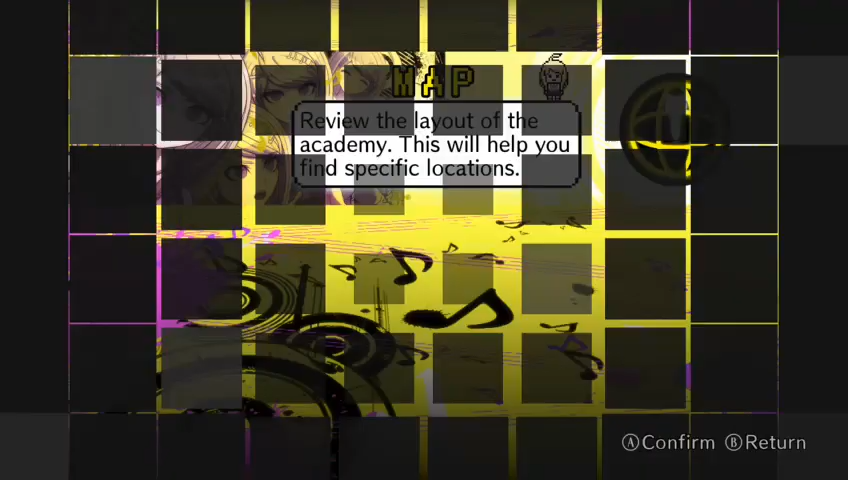 MAP
Review the layout of the
academy. This will help you
find specific locations.
ⒶConfirm ⒷReturn